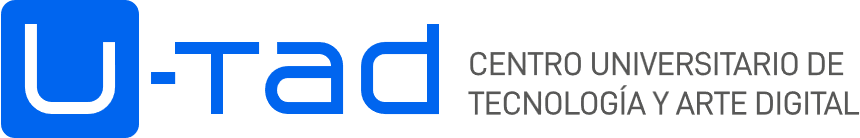 U-Tad
CENTRO UNIVERSITARIO DE
TECNOLOGÍA Y ARTE DIGITAL